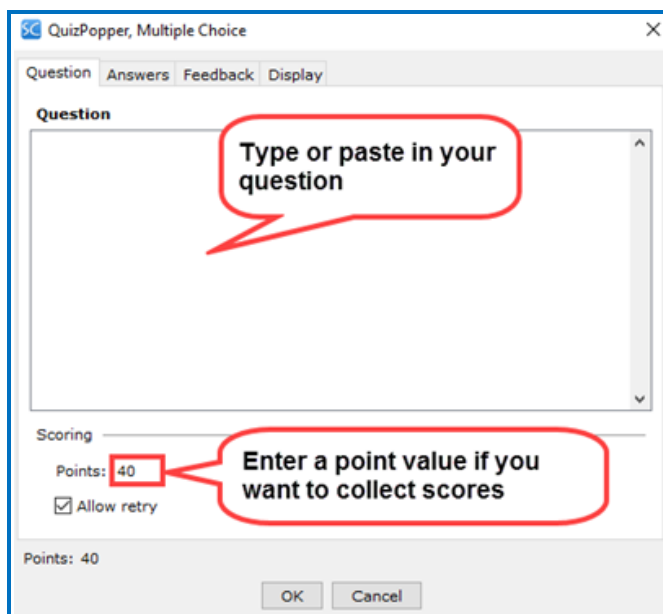 SC QuizPopper, Multiple Choice
Question Answers Feedback Display
Question
Type or paste in your
question
Scoring
Points: 40
Enter a point value if you
want to collect scores
Allow retry
Points: 40
OK Cancel